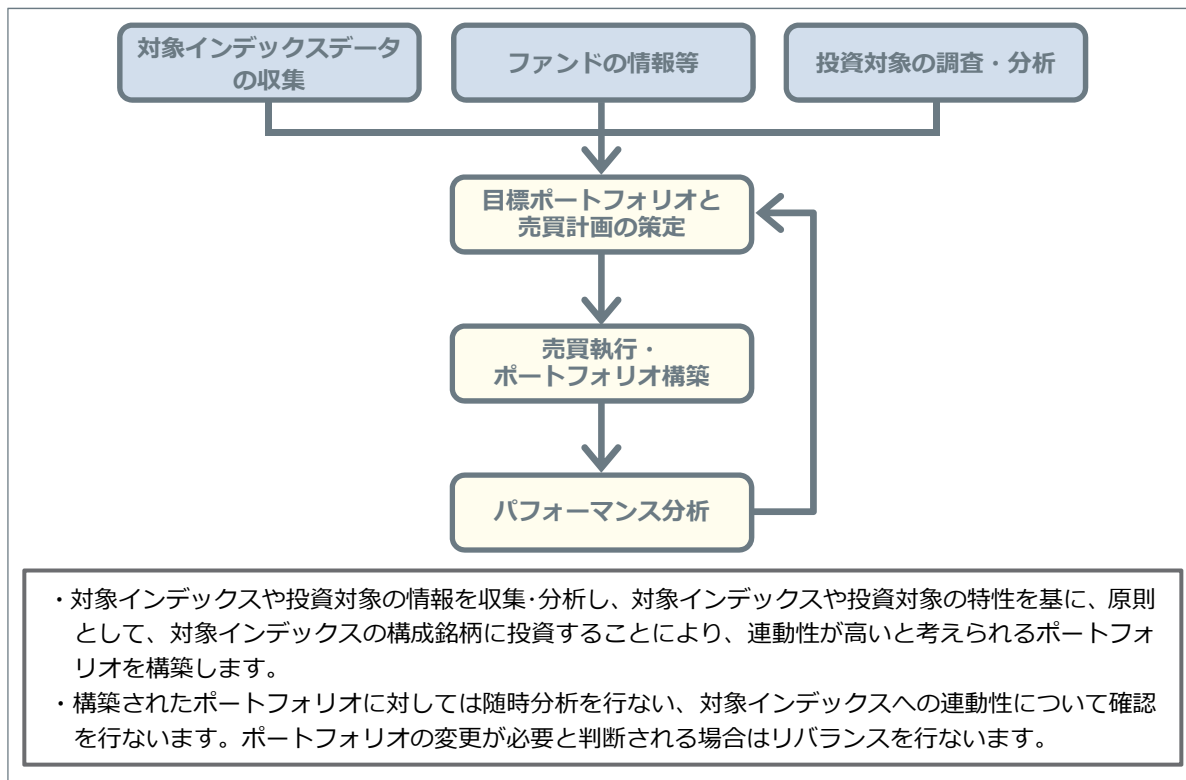 対象インデックスデータ
の収集
ファンドの情報等
投資対象の調査・分析
目標ポートフォリオと
売買計画の策定
売買執行・
ポートフォリオ構築
パフォーマンス分析
・対象インデックスや投資対象の情報を収集･分析し、対象インデックスや投資対象の特性を基に、原則
として、対象インデックスの構成銘柄に投資することにより、連動性が高いと考えられるポートフォ
リオを構築します。
・構築されたポートフォリオに対しては随時分析を行ない、対象インデックスへの連動性について確認
を行ないます。ポートフォリオの変更が必要と判断される場合はリバランスを行ないます。